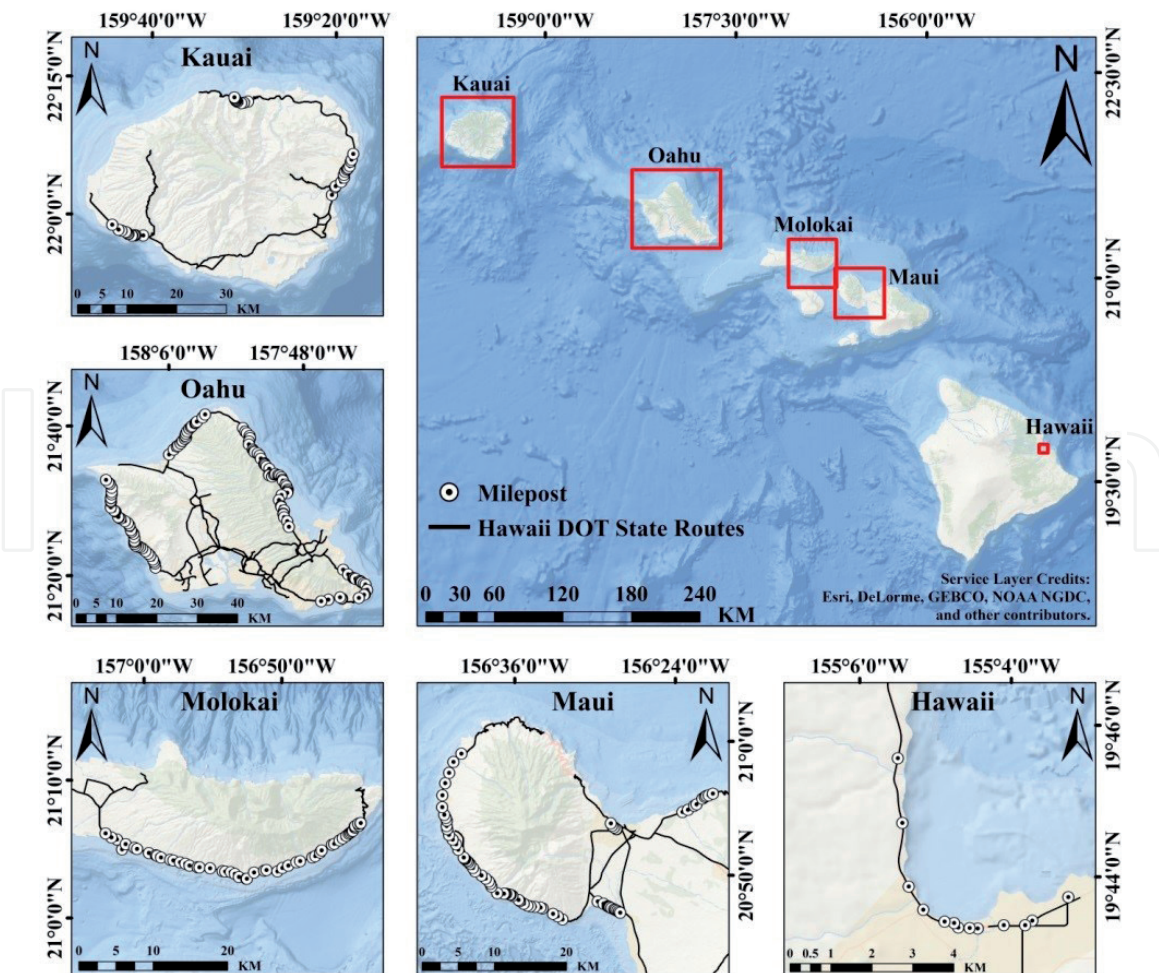 159°40'0"W 159°20'0"W
N
Kauai
22°15'0"N
22°0'0"N
0 5 10 20 30
KM
159°0'0"W 157°30'0"W 156°0'0"W
N
Kauai
Oahu
Molokai
Maui
Hawaii
22°30'0"N
21°0'0"N
19°30'0"N
Milepost
Hawaii DOT State Routes
Service Layer Credits:
Esri, DeLorme, GEBCO, NOAA NGDC,
and other contributors.
0 30 60 120 180 240
KM
158°6'0"W 157°48'0"W
N
Oahu
21°40'0"N
21°20'0"N
0 5 10 20 30 40
KM
157°0'0"W 156°50'0"W
N
Molokai
21°10'0"N
21°0'0"N
0 5 10 20
KM
156°36'0"W 156°24'0"W
Maui
N
21°0'0"N
20°50'0"N
0 5 10 20
KM
155°6'0"W 155°4'0"W
Hawaii
N
19°46'0"N
19°44'0"N
0 0.5 1 2 3 4
KM